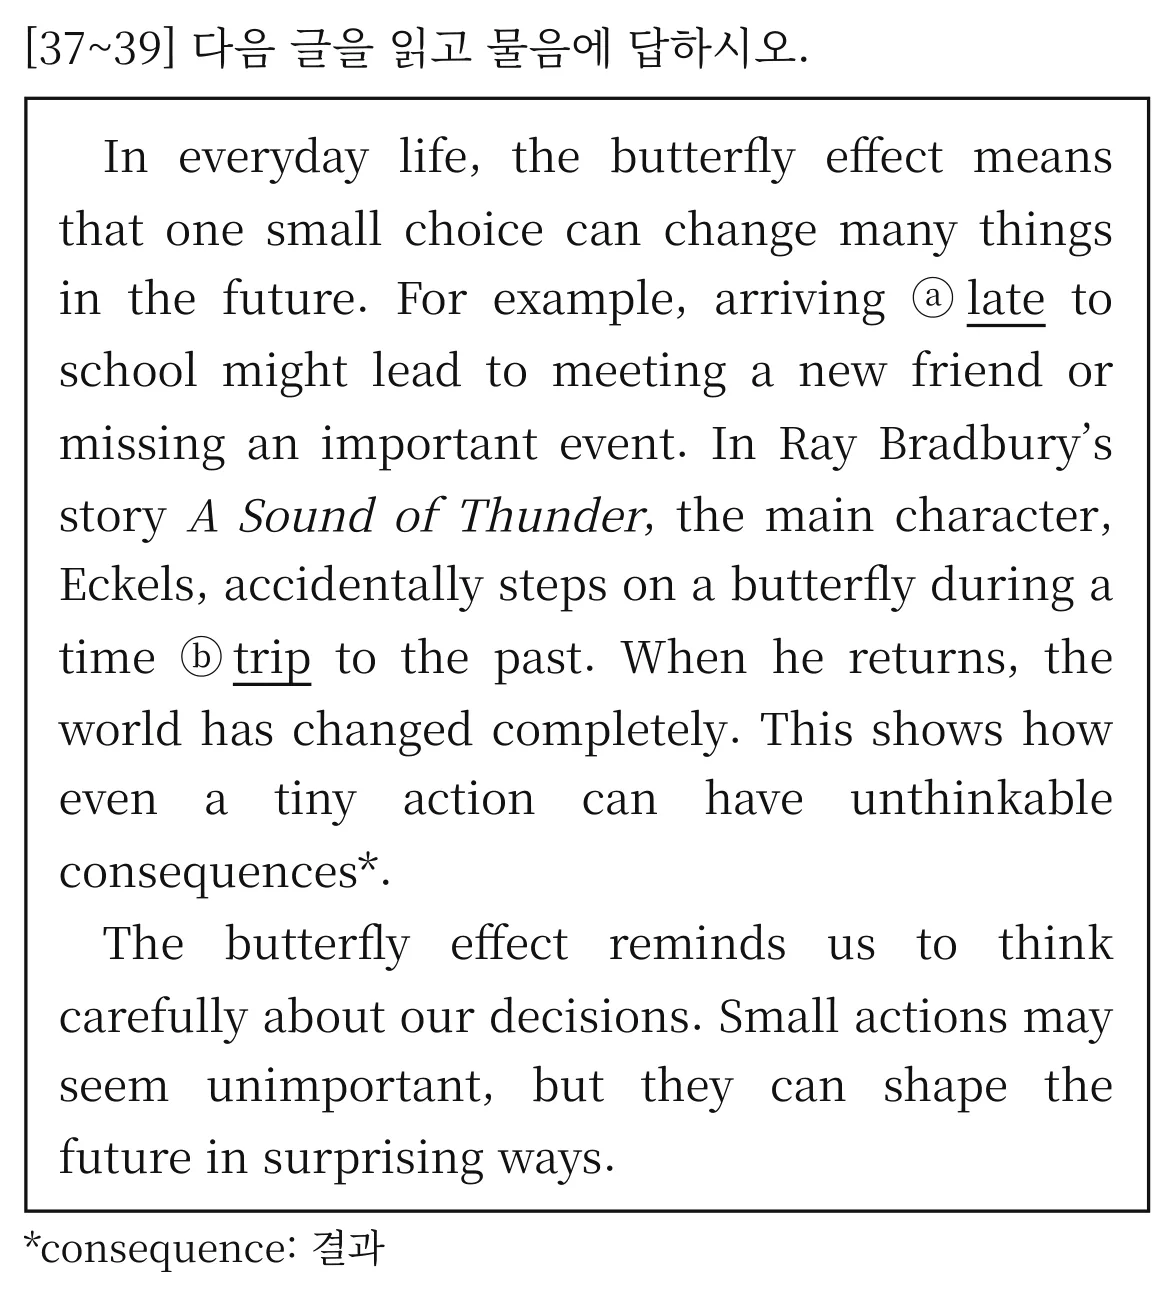 [37~39] 다음 글을 읽고 물음에 답하시오.
In everyday life, the butterfly effect means
that one small choice can change many things
in the future. For example, arriving ⓐ late to
school might lead to meeting a new friend or
missing an important event. In Ray Bradbury’s
story A Sound of Thunder, the main character,
Eckels, accidentally steps on a butterfly during a
time ⓑ trip to the past. When he returns, the
world has changed completely. This shows how
even a tiny action can have unthinkable
consequences*.
The butterfly effect reminds us to think
carefully about our decisions. Small actions may
seem unimportant, but they can shape the
future in surprising ways.
*consequence: 결과